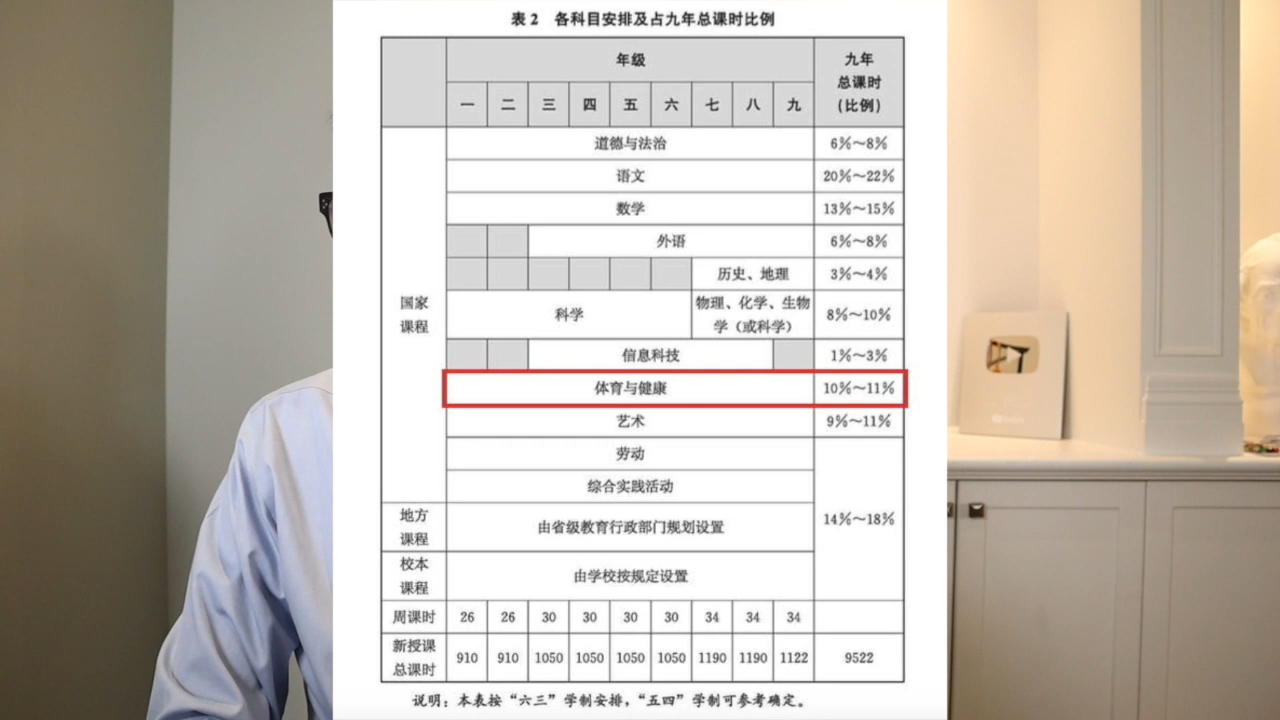 表 2 各科目安排及占九年总课时比例
年级
九年
总课时
(比例)
一 二 三 四 五 六 七 八 九
国家
课程
道德与法治 6%～8%
语文 20%～22%
数学 13%～15%
外语 6%～8%
历史、地理 3%～4%
科学
物理、化学、生物
学（或科学）
8%～10%
信息科技 1%～3%
体育与健康 10%～11%
艺术 9%～11%
劳动
综合实践活动
14%～18%
地方
课程
由省级教育行政部门规划设置
校本
课程
由学校按规定设置
周课时 26 26 30 30 30 30 34 34 34
新授课
总课时
910 910 1050 1050 1050 1050 1190 1190 1122 9522
说明：本表按“六三”学制安排，“五四”学制可参考确定。